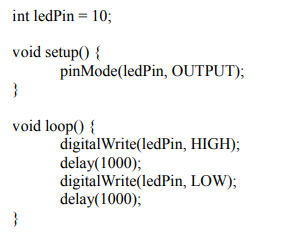 int ledPin = 10;
void setup() {
pinMode(ledPin, OUTPUT);
}
void loop() {
digitalWrite(ledPin, HIGH);
delay(1000);
digitalWrite(ledPin, LOW);
delay(1000);
}